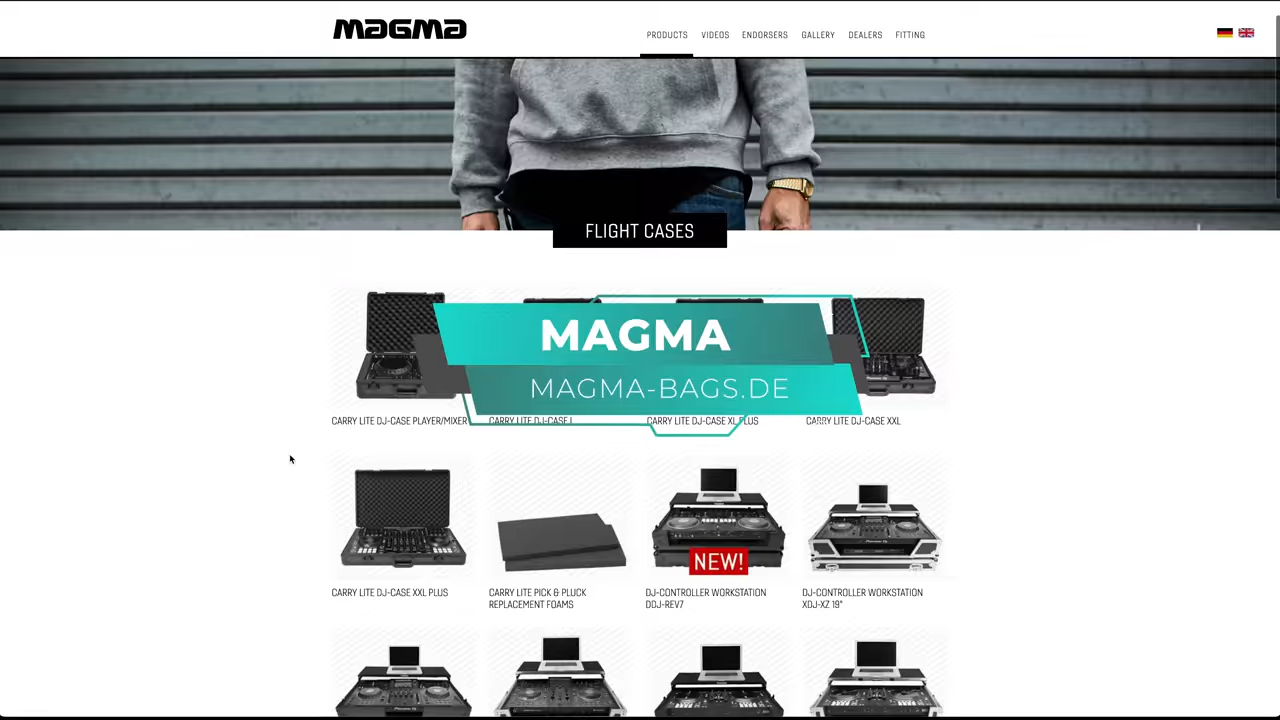 MAGMA
PRODUCTS VIDEOS ENDORSERS GALLERY DEALERS FITTING
FLIGHT CASES
MAGMA
MAGMA-BAGS.DE
CARRY LITE DJ-CASE PLAYER/MIXER
CARRY LITE DJ-CASE L
CARRY LITE DJ-CASE XL PLUS
CARRY LITE DJ-CASE XXL
NEW!
CARRY LITE DJ-CASE XXL PLUS
CARRY LITE PICK & PLUCK
REPLACEMENT FOAMS
DJ-CONTROLLER WORKSTATION
DDJ-REV7
DJ-CONTROLLER WORKSTATION
XDJ-XZ 19"